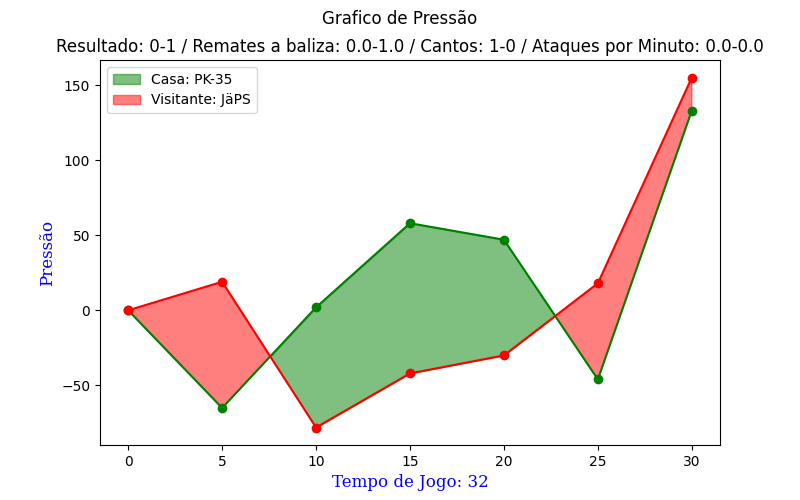 Grafico de Pressão
Resultado: 0-1 / Remates a baliza: 0.0-1.0 / Cantos: 1-0 / Ataques por Minuto: 0.0-0.0
Casa: PK-35
Visitante: JäPS
Pressão
150
100
50
0
−50
0 5 10 15 20 25 30
Tempo de Jogo: 32